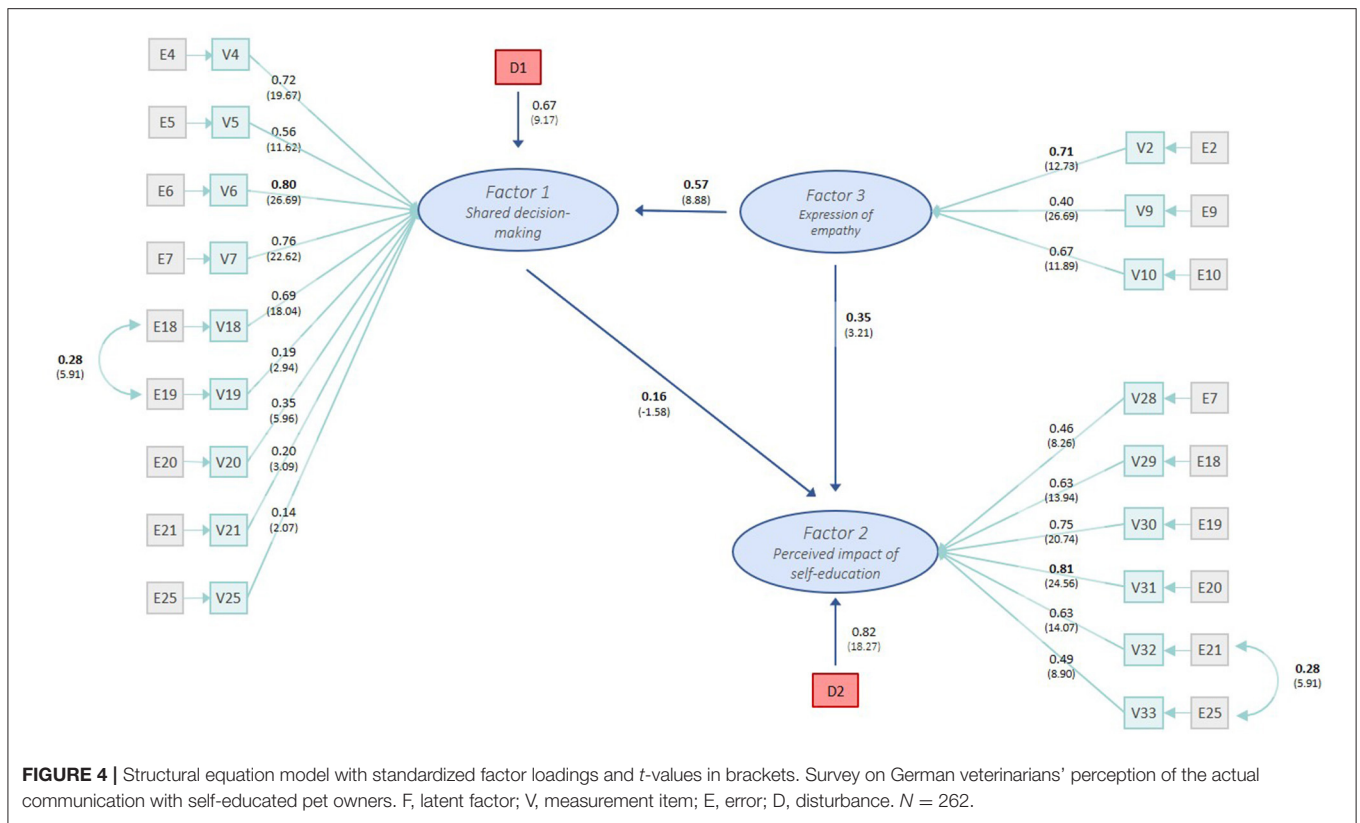 E4 V4
0.72
(19.67)
E5 V5
0.56
(11.62)
E6 V6
0.80
(26.69)
E7 V7
0.76
(22.62)
E18 V18
0.69
(18.04)
E19 V19
0.19
(2.94)
E20 V20
0.35
(5.96)
E21 V21
0.20
(3.09)
E25 V25
0.14
(2.07)
0.28
(5.91)
D1
0.67
(9.17)
Factor 1
Shared decision-
making
0.57
(8.88)
Factor 3
Expression of
empathy
0.71
(12.73)
V2 E2
0.40
(26.69)
V9 E9
0.67
(11.89)
V10 E10
0.35
(3.21)
0.16
(-1.58)
Factor 2
Perceived impact of
self-education
0.82
(18.27)
D2
0.46
(8.26)
V28 E7
0.63
(13.94)
V29 E18
0.75
(20.74)
V30 E19
0.81
(24.56)
V31 E20
0.63
(14.07)
V32 E21
0.49
(8.90)
V33 E25
0.28
(5.91)
FIGURE 4 | Structural equation model with standardized factor loadings and t-values in brackets. Survey on German veterinarians’ perception of the actual
communication with self-educated pet owners. F, latent factor; V, measurement item; E, error; D, disturbance. N = 262.